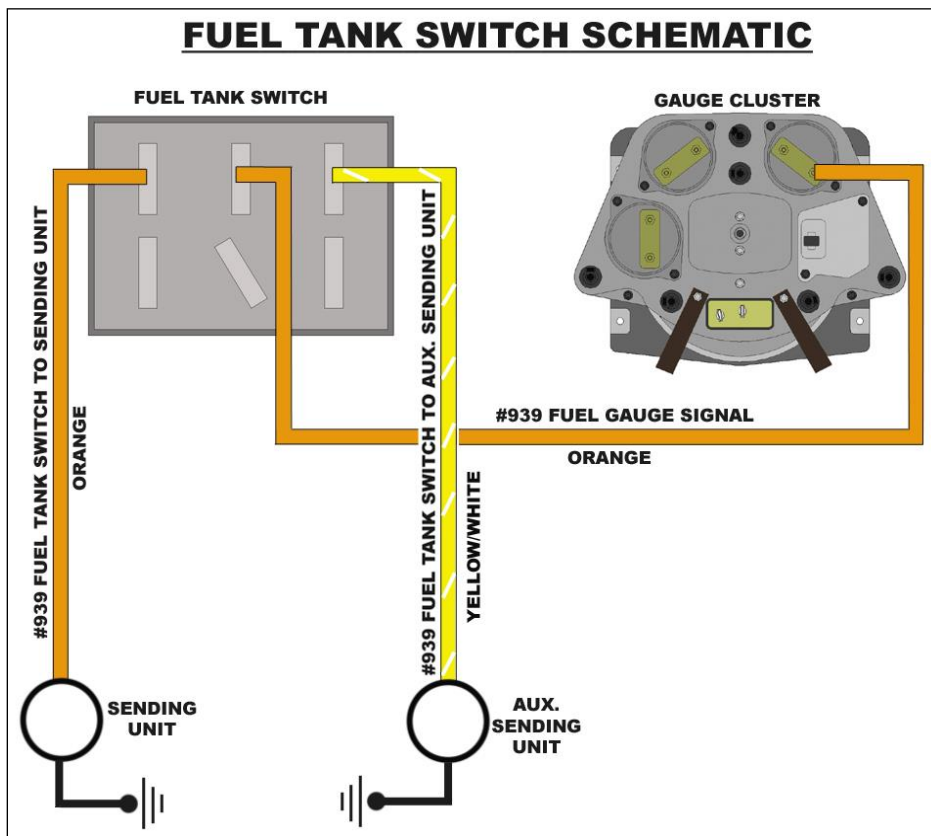 FUEL TANK SWITCH SCHEMATIC
FUEL TANK SWITCH
GAUGE CLUSTER
#939 FUEL TANK SWITCH TO SENDING UNIT
ORANGE
#939 FUEL TANK SWITCH TO AUX. SENDING UNIT
YELLOW/WHITE
#939 FUEL GAUGE SIGNAL
ORANGE
SENDING
UNIT
AUX.
SENDING
UNIT